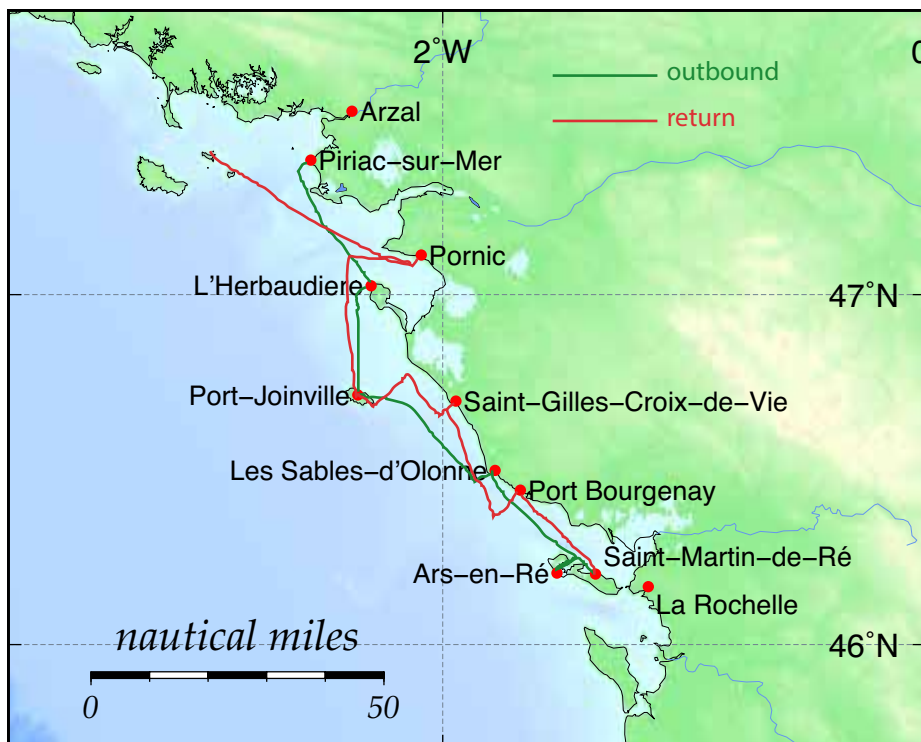 2°W
0
outbound
Arzal
return
Piriac-sur-Mer
Pornic
L'Herbaudiere
47°N
Port-Joinville
Saint-Gilles-Croix-de-Vie
Les Sables-d'Olonne
Port Bourgenay
Saint-Martin-de-Ré
Ars-en-Ré
La Rochelle
nautical miles
46°N
0
50